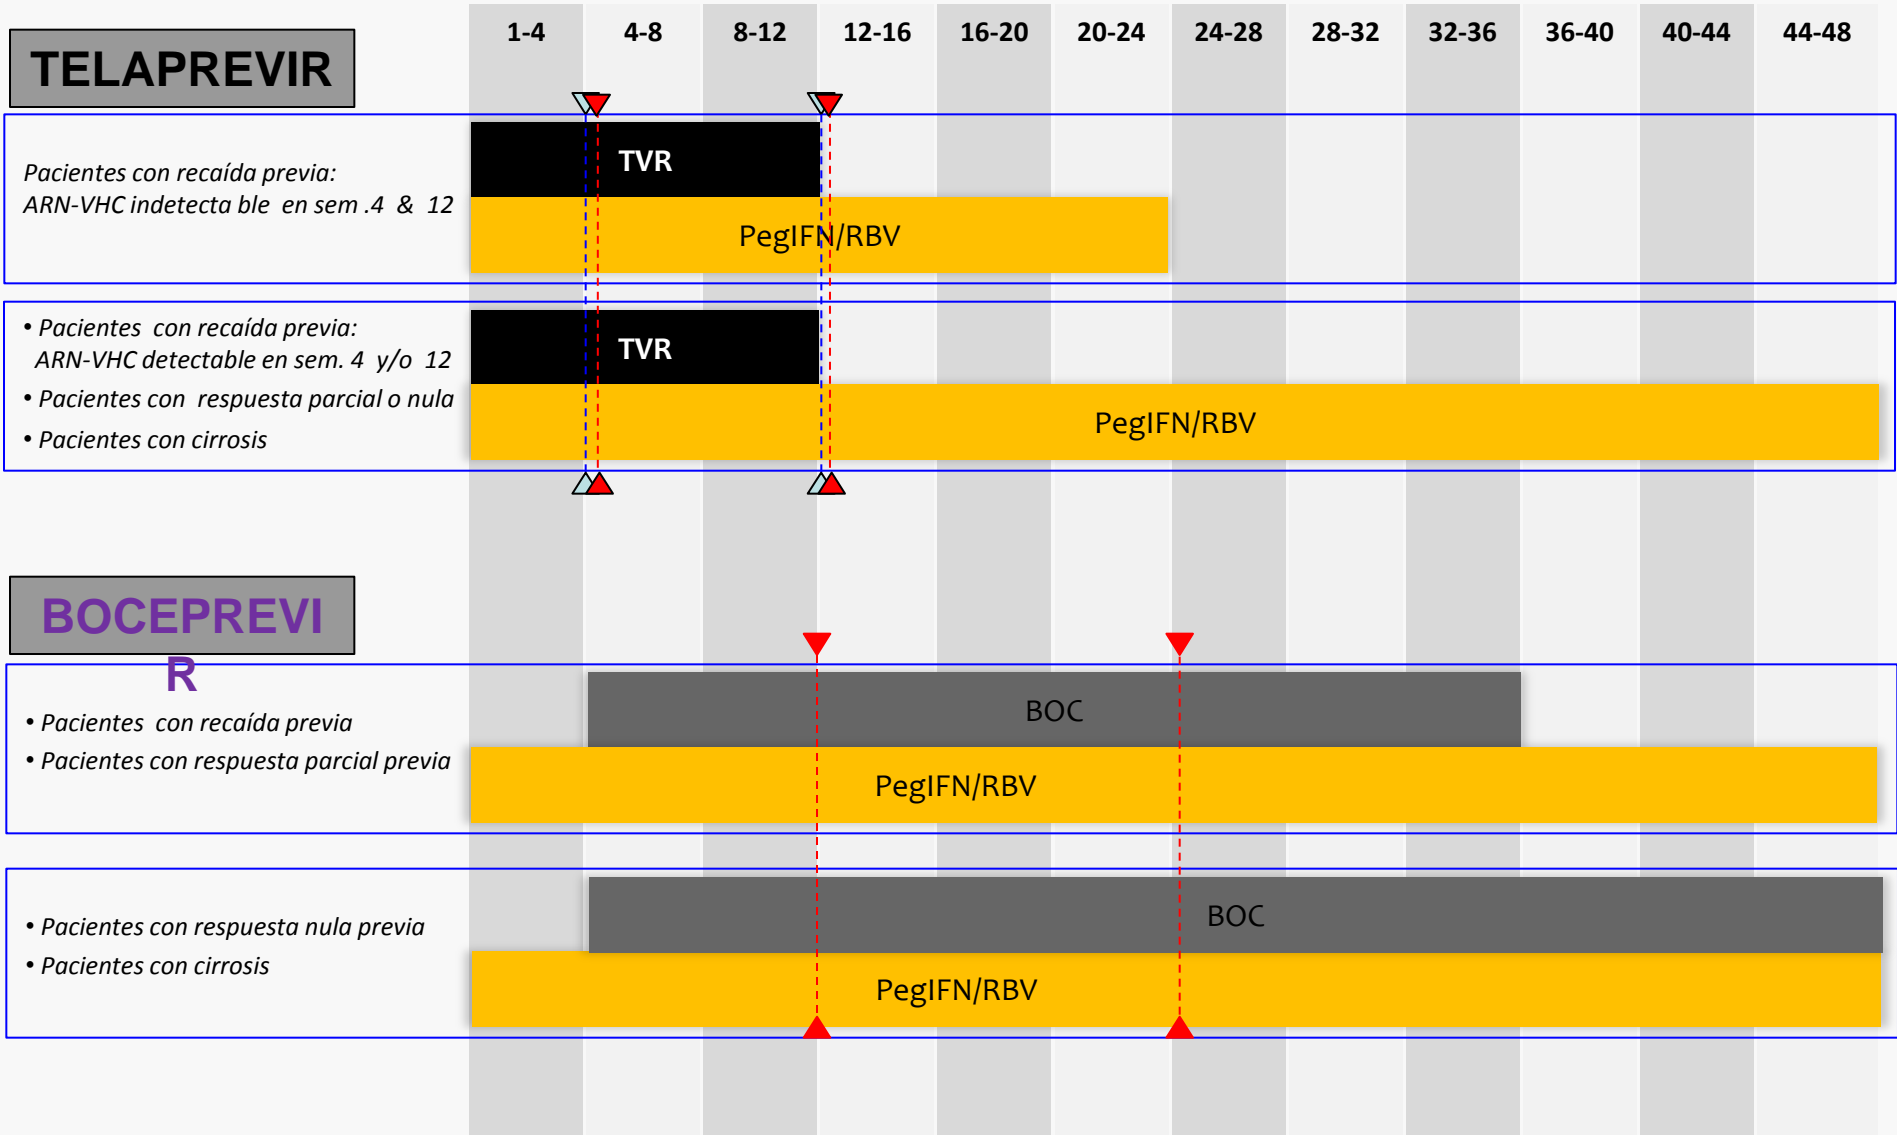 1-4 4-8 8-12 12-16 16-20 20-24 24-28 28-32 32-36 36-40 40-44 44-48
TELAPREVIR
Pacientes con recaída previa:
ARN-VHC indetecta ble en sem .4 & 12
TVR
PegIFN/RBV
• Pacientes con recaída previa:
ARN-VHC detectable en sem. 4 y/o 12
• Pacientes con respuesta parcial o nula
• Pacientes con cirrosis
TVR
PegIFN/RBV
BOCEPREVI
R
• Pacientes con recaída previa
• Pacientes con respuesta parcial previa
BOC
PegIFN/RBV
• Pacientes con respuesta nula previa
• Pacientes con cirrosis
BOC
PegIFN/RBV